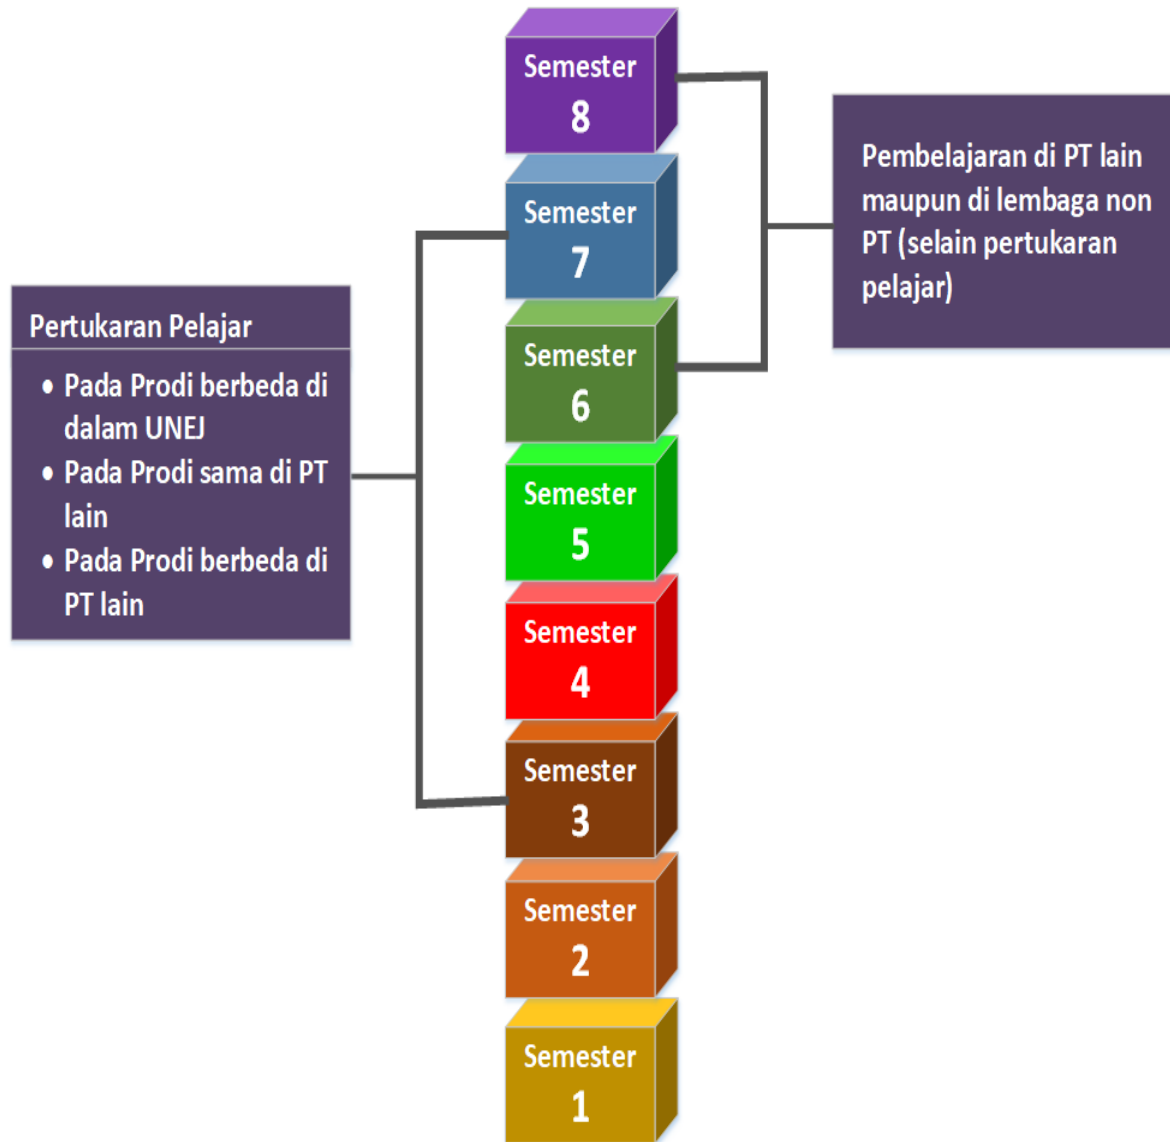 Semester
8
Pembelajaran di PT lain
maupun di lembaga non
PT (selain pertukaran
pelajar)
Semester
7
Pertukaran Pelajar
• Pada Prodi berbeda di
dalam UNEJ
• Pada Prodi sama di PT
lain
• Pada Prodi berbeda di
PT lain
Semester
6
Semester
5
Semester
4
Semester
3
Semester
2
Semester
1